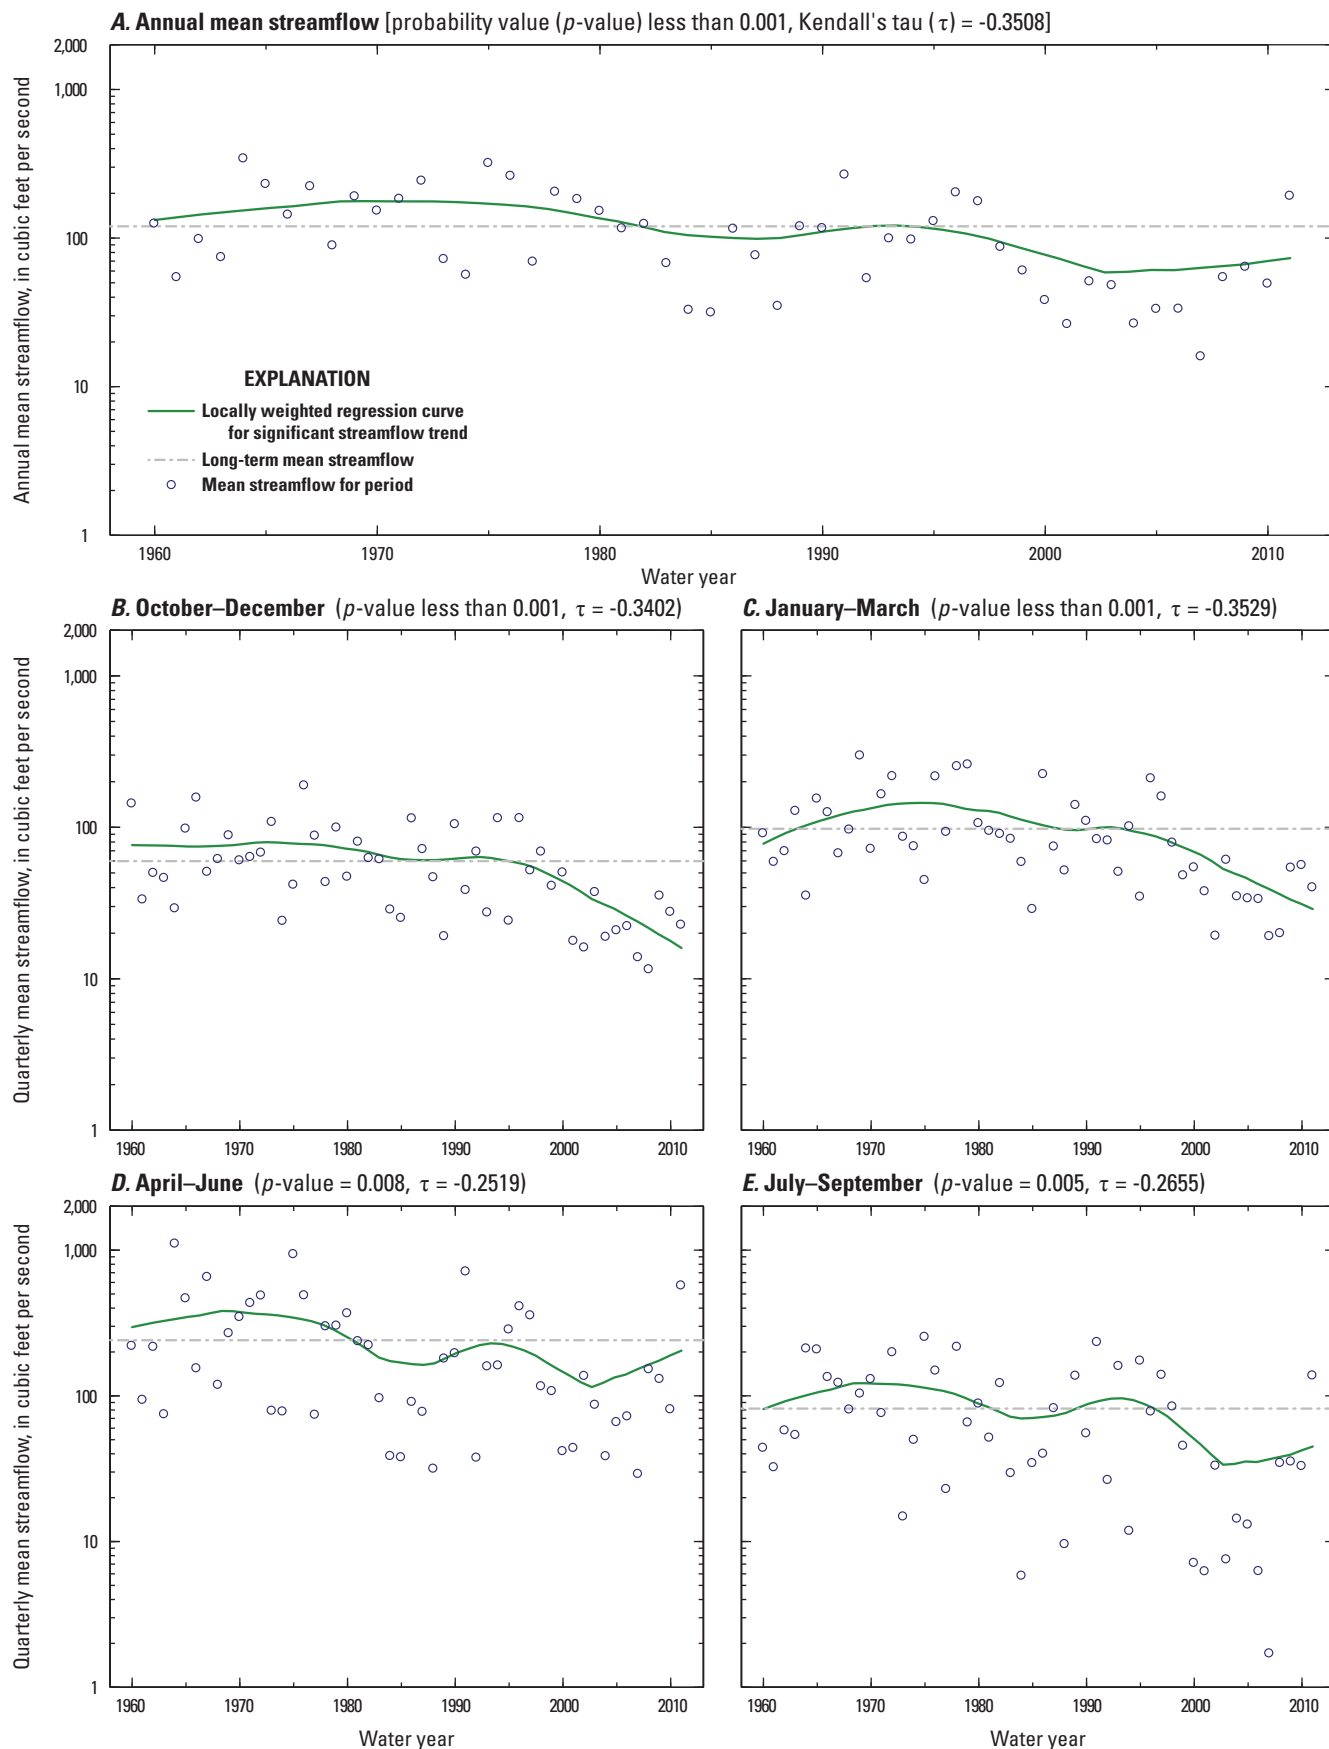 A. Annual mean streamflow [probability value (p-value) less than 0.001, Kendall's tau (τ) = -0.3508]
Annual mean streamflow, in cubic feet per second
2,000
1,000
100
10
1
EXPLANATION
Locally weighted regression curve
for significant streamflow trend
Long-term mean streamflow
Mean streamflow for period
1960 1970 1980 1990 2000 2010
Water year
B. October–December (p-value less than 0.001, τ = -0.3402)
Quarterly mean streamflow, in cubic feet per second
2,000
1,000
100
10
1
1960 1970 1980 1990 2000 2010
C. January–March (p-value less than 0.001, τ = -0.3529)
1960 1970 1980 1990 2000 2010
D. April–June (p-value = 0.008, τ = -0.2519)
Quarterly mean streamflow, in cubic feet per second
2,000
1,000
100
10
1
1960 1970 1980 1990 2000 2010
Water year
E. July–September (p-value = 0.005, τ = -0.2655)
1960 1970 1980 1990 2000 2010
Water year